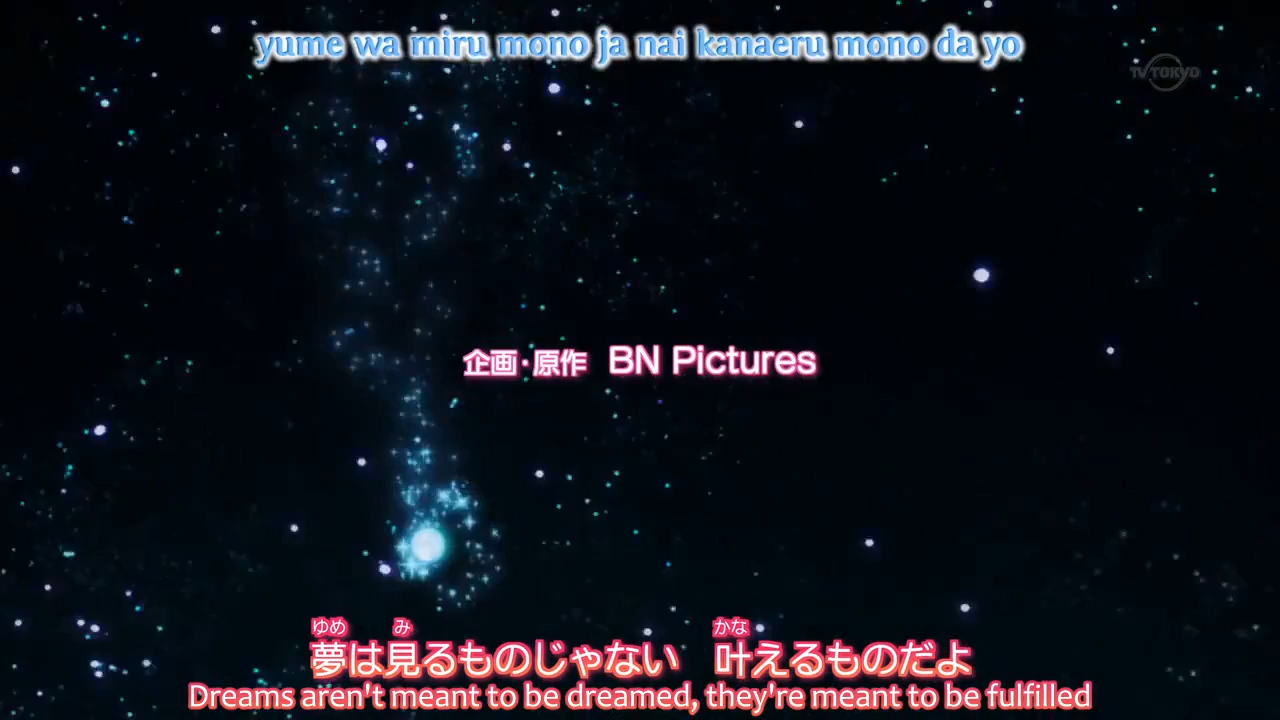 yume wa miru mono ja nai kanaeru mono da yo
TV TOKYO
企画・原作 BN Pictures
ゆめ み かな
夢は見るものじゃない 叶えるものだよ
Dreams aren't meant to be dreamed, they're meant to be fulfilled